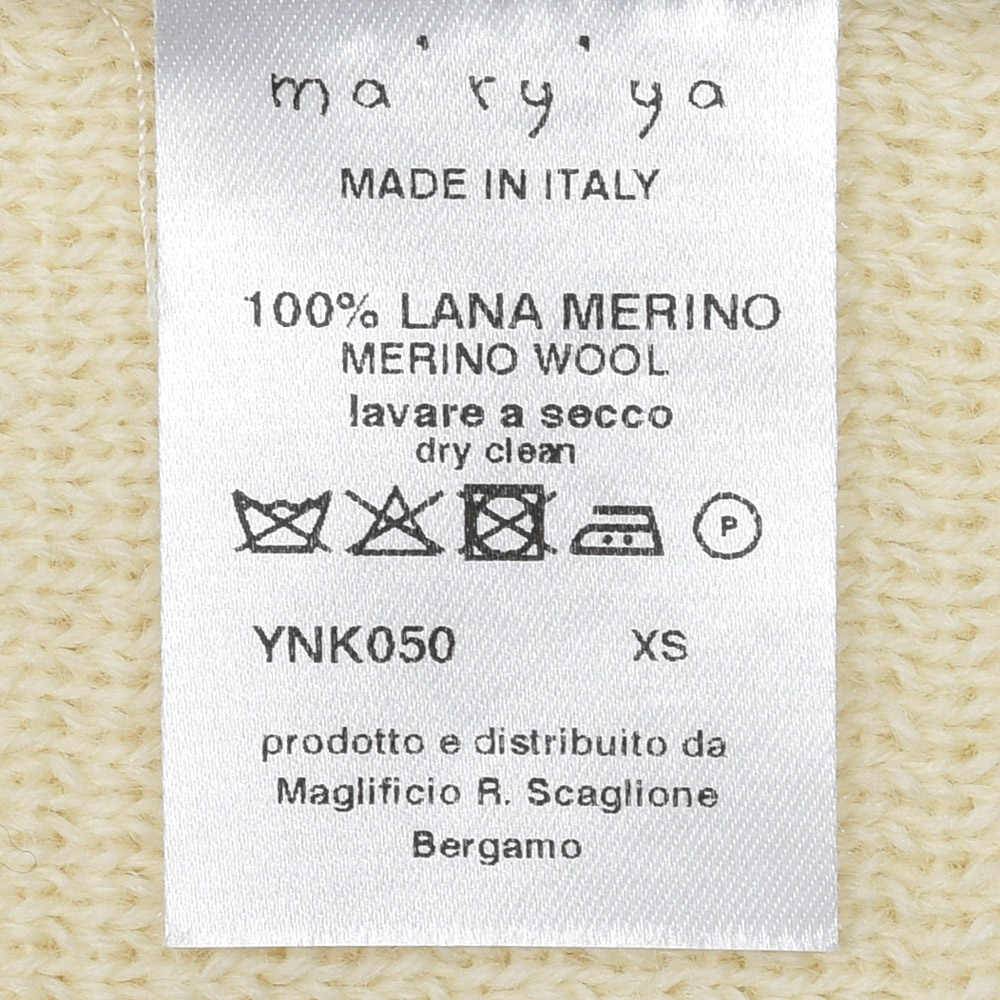 ma'ry'ya
MADE IN ITALY
100% LANA MERINO
MERINO WOOL
lavare a secco
dry clean
P
YNK050 XS
prodotto e distribuito da
Maglificio R. Scaglione
Bergamo